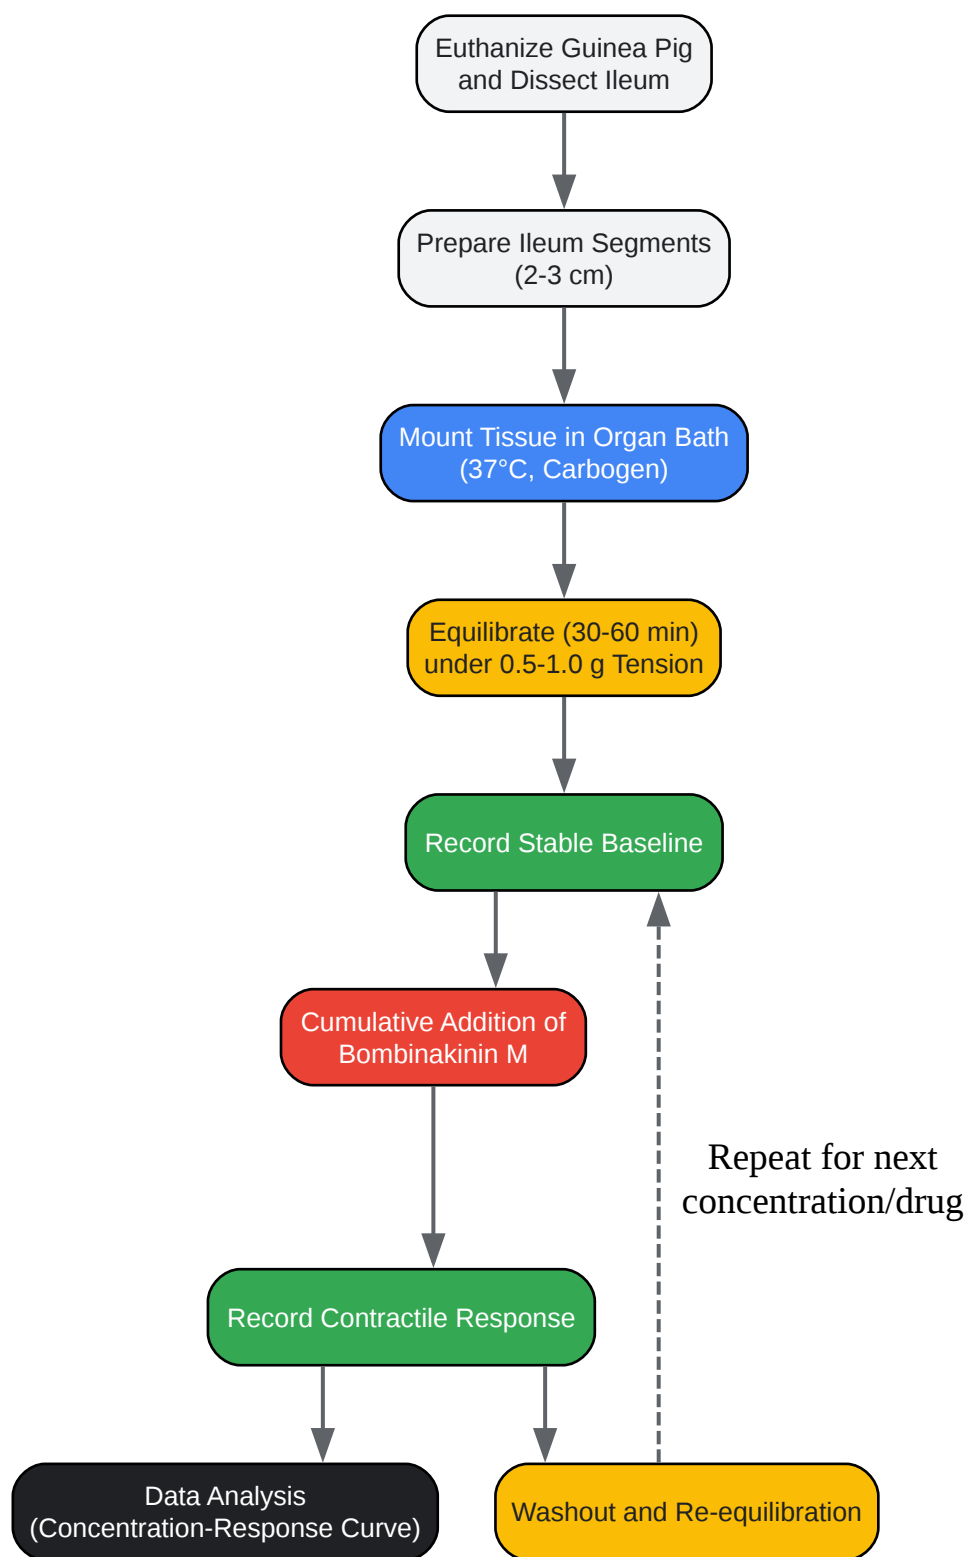 Euthanize Guinea Pig
and Dissect Ileum
Prepare Ileum Segments
(2-3 cm)
Mount Tissue in Organ Bath
(37°C, Carbogen)
Equilibrate (30-60 min)
under 0.5-1.0 g Tension
Record Stable Baseline
Cumulative Addition of
Bombinakinin M
Repeat for next
concentration/drug
Record Contractile Response
Data Analysis
(Concentration-Response Curve)
Washout and Re-equilibration